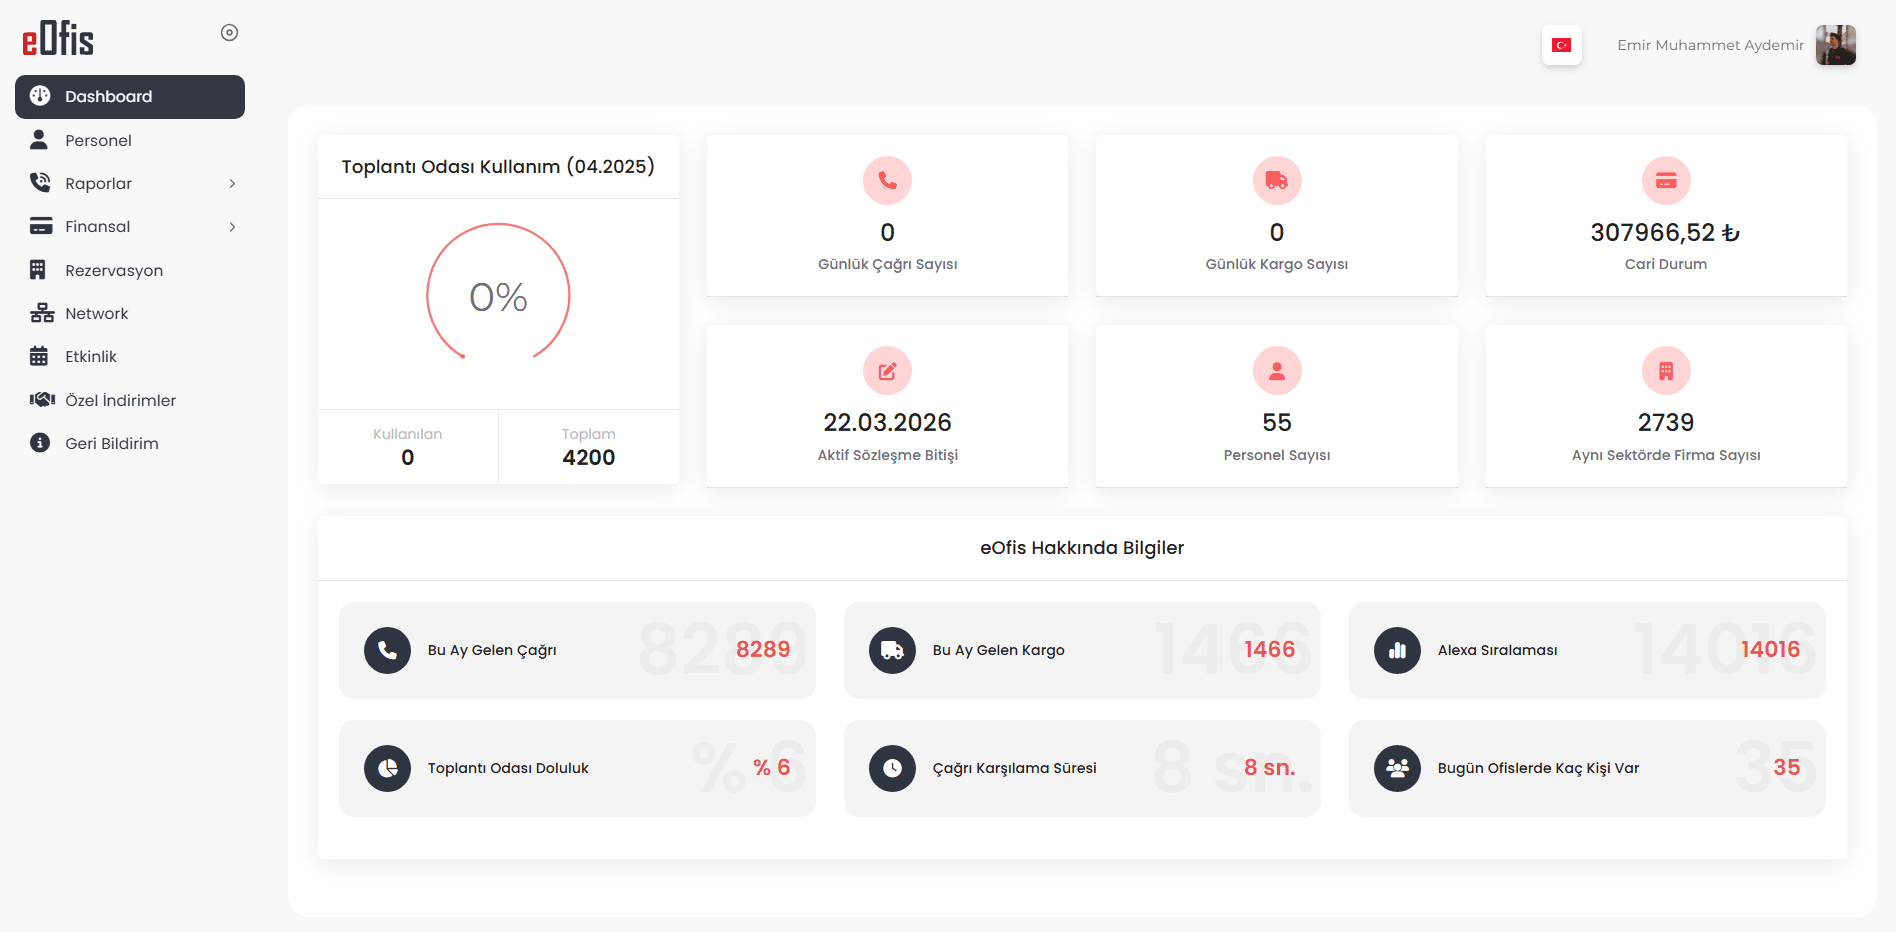 eOfis
Emir Muhammet Aydemir
Dashboard
Personel
Raporlar
Finansal
Rezervasyon
Network
Etkinlik
Özel İndirimler
Geri Bildirim
Toplantı Odası Kullanım (04.2025)
0%
Kullanılan
0
Toplam
4200
0
Günlük Çağrı Sayısı
0
Günlük Kargo Sayısı
307966,52 ₺
Cari Durum
22.03.2026
Aktif Sözleşme Bitişi
55
Personel Sayısı
2739
Aynı Sektörde Firma Sayısı
eOfis Hakkında Bilgiler
Bu Ay Gelen Çağrı 8289 8289
Bu Ay Gelen Kargo 1466 1466
Alexa Sıralaması 14016 14016
Toplantı Odası Doluluk % 6 % 6
Çağrı Karşılama Süresi 8 sn. 8 sn.
Bugün Ofislerde Kaç Kişi Var 35 35